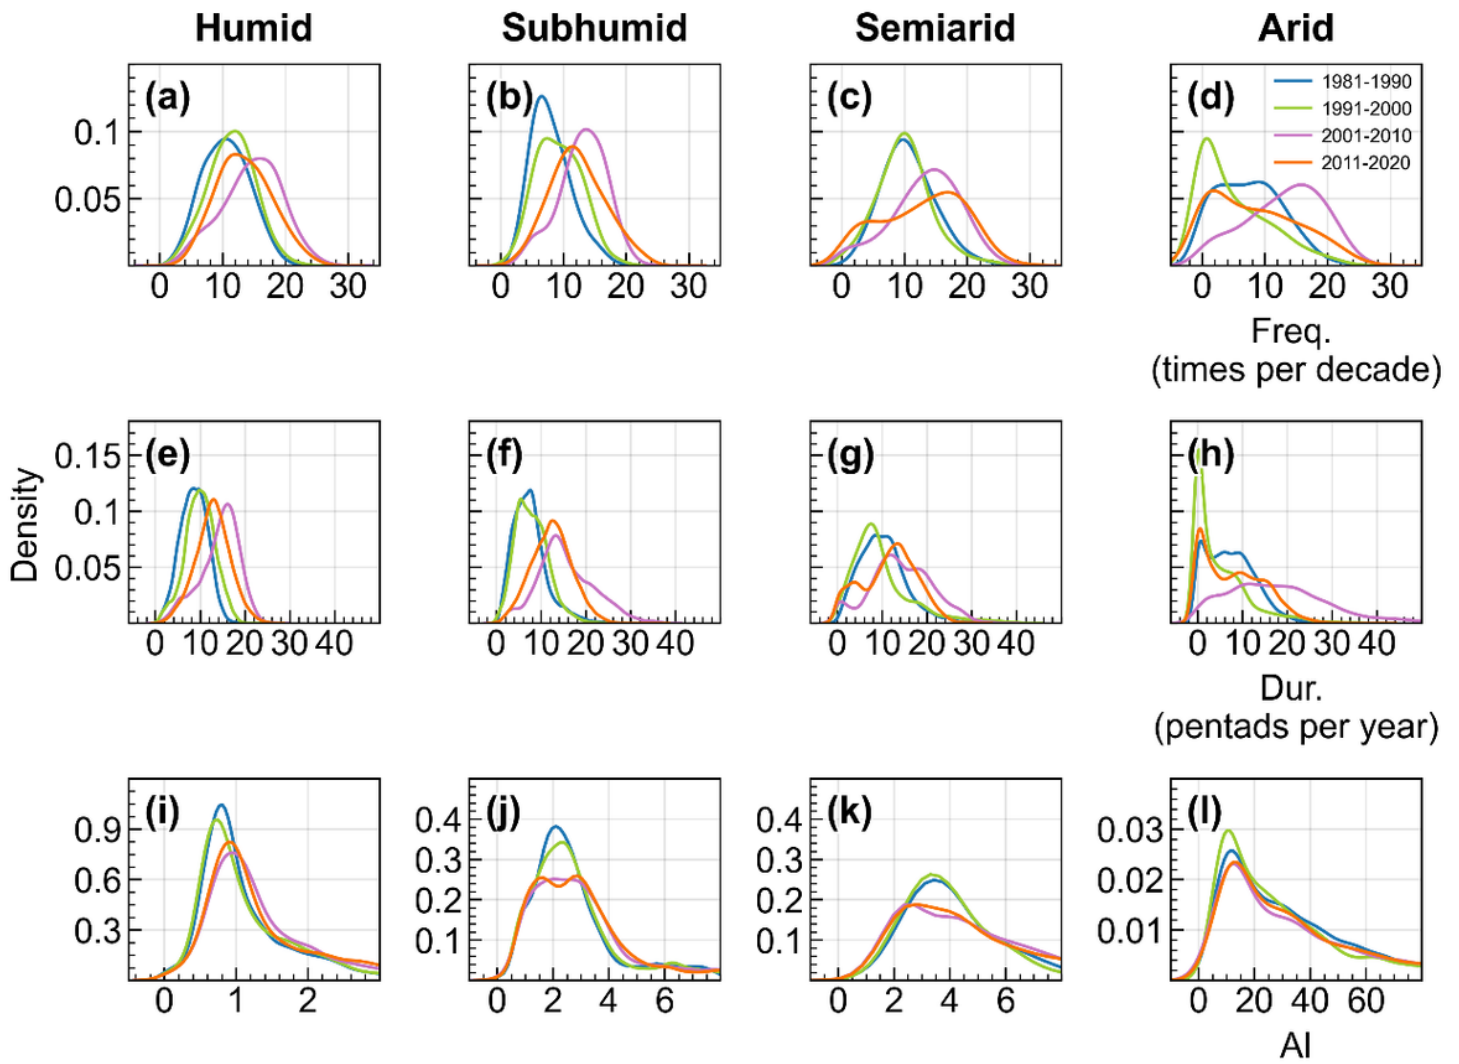 Humid Subhumid Semiarid Arid
(a) (b) (c) (d)
1981-1990
1991-2000
2001-2010
2011-2020
0.1
0.05
0 10 20 30 0 10 20 30 0 10 20 30 0 10 20 30
Freq.
(times per decade)
Density
(e) (f) (g) (h)
0.15
0.1
0.05
0 10 20 30 40 0 10 20 30 40 0 10 20 30 40 0 10 20 30 40
Dur.
(pentads per year)
(i) (j) (k) (l)
0.9 0.4 0.4 0.03
0.6 0.3 0.3 0.02
0.3 0.2 0.2 0.01
0.1 0.1
0 1 2 0 2 4 6 0 2 4 6 0 20 40 60
AI